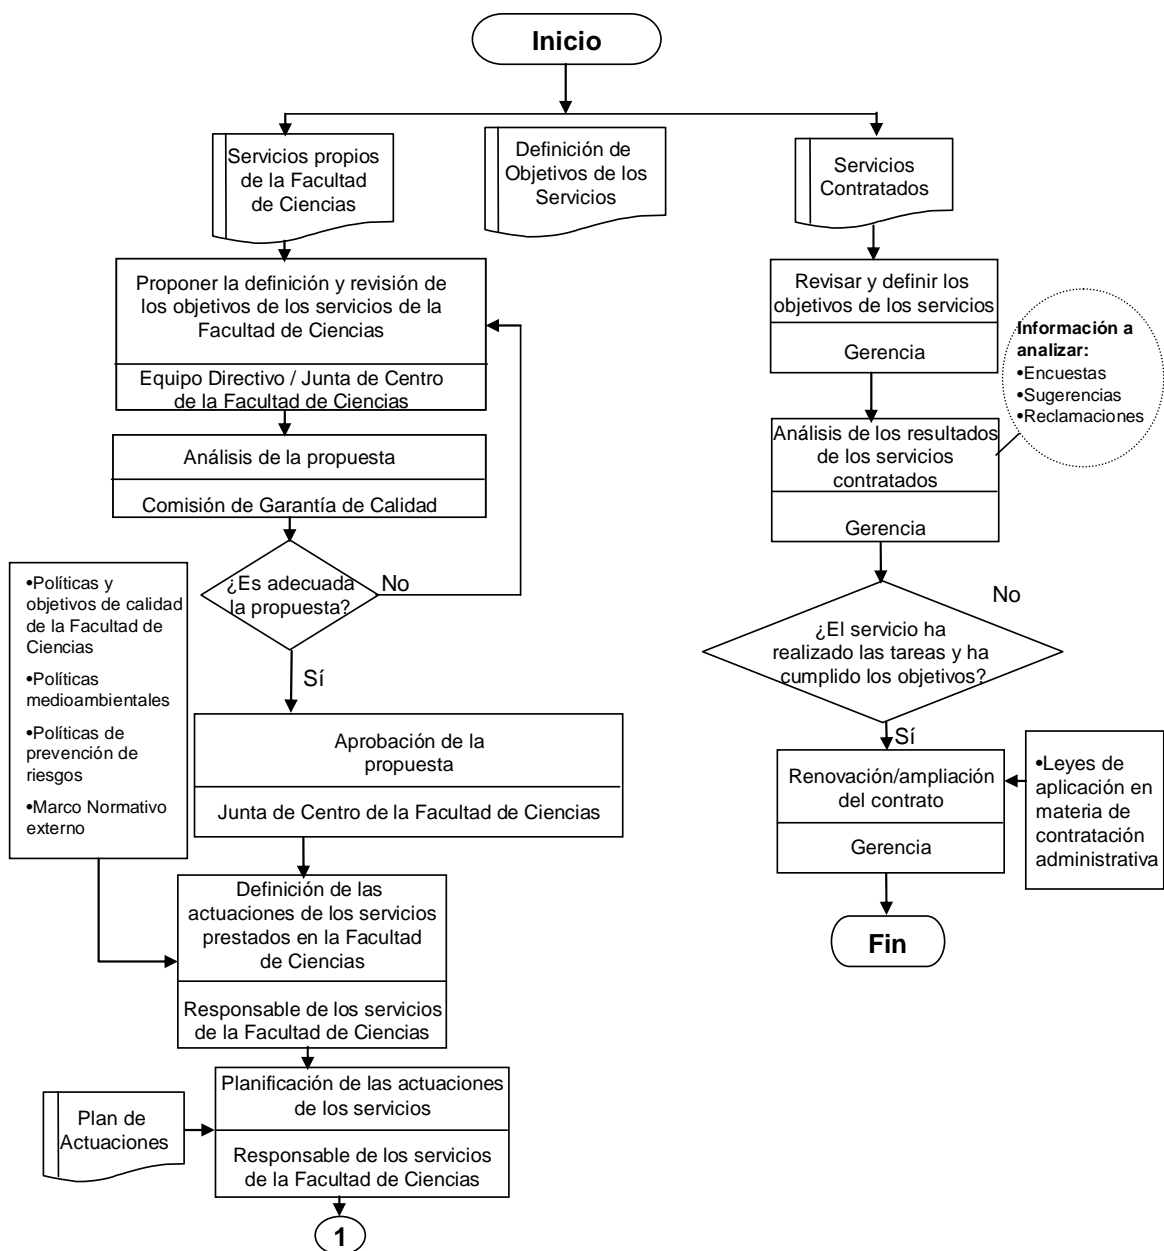 Inicio
Servicios propios
de la Facultad
de Ciencias
Definición de
Objetivos de los
Servicios
Servicios
Contratados
Proponer la definición y revisión de
los objetivos de los servicios de la
Facultad de Ciencias
Equipo Directivo / Junta de Centro
de la Facultad de Ciencias
Revisar y definir los
objetivos de los servicios
Gerencia
Información a
analizar:
•Encuestas
•Sugerencias
•Reclamaciones
Análisis de la propuesta
Comisión de Garantía de Calidad
Análisis de los resultados
de los servicios
contratados
Gerencia
¿Es adecuada
la propuesta?
No
Sí
•Políticas y
objetivos de calidad
de la Facultad de
Ciencias
•Políticas
medioambientales
•Políticas de
prevención de
riesgos
•Marco Normativo
externo
No
¿El servicio ha
realizado las tareas y ha
cumplido los objetivos?
Sí
Aprobación de la
propuesta
Junta de Centro de la Facultad de Ciencias
Renovación/ampliación
del contrato
Gerencia
•Leyes de
aplicación en
materia de
contratación
administrativa
Definición de las
actuaciones de los servicios
prestados en la Facultad
de Ciencias
Responsable de los servicios
de la Facultad de Ciencias
Fin
Planificación de las actuaciones
de los servicios
Responsable de los servicios
de la Facultad de Ciencias
Plan de
Actuaciones
1